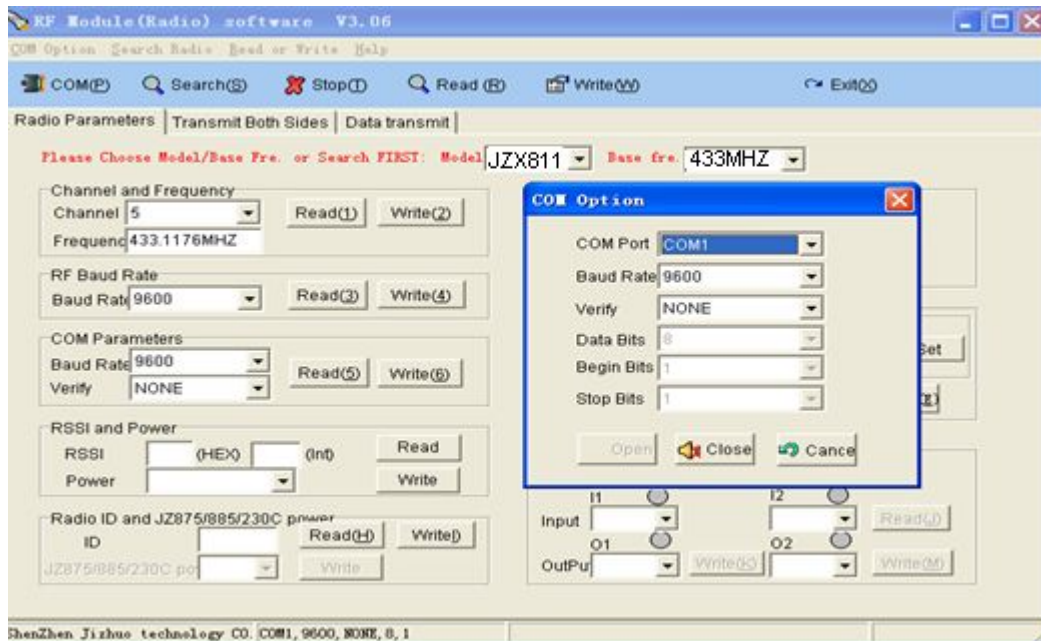 RF Module(Radio) software V3.06
COM Option Search Radio Read or Write Help
COM(P) Search(S) Stop(T) Read (R) Write(W) Exit(X)
Radio Parameters Transmit Both Sides Data transmit
Please Choose Model/Base Fre. or Search FIRST: Model JZX811 Base fre. 433MHZ
Channel and Frequency
Channel 5 Read(1) Write(2)
Frequenc 433.1176MHZ
RF Baud Rate
Baud Rat 9600 Read(3) Write(4)
COM Parameters
Baud Rate 9600 Read(5) Write(6)
Verify NONE
RSSI and Power
RSSI (HEX) (Int) Read
Power Write
Radio ID and JZ875/885/230C power
ID Read(H) Write(I)
JZ875/885/230C po Write
COM Option
COM Port COM1
Baud Rate 9600
Verify NONE
Data Bits 8
Begin Bits 1
Stop Bits 1
Open Close Cance
Set
I1 I2
Input Read(J)
O1 O2
OutPu Write(K) Write(M)
ShenZhen Jizhuo technology CO. COM1, 9600, NONE, 8, 1